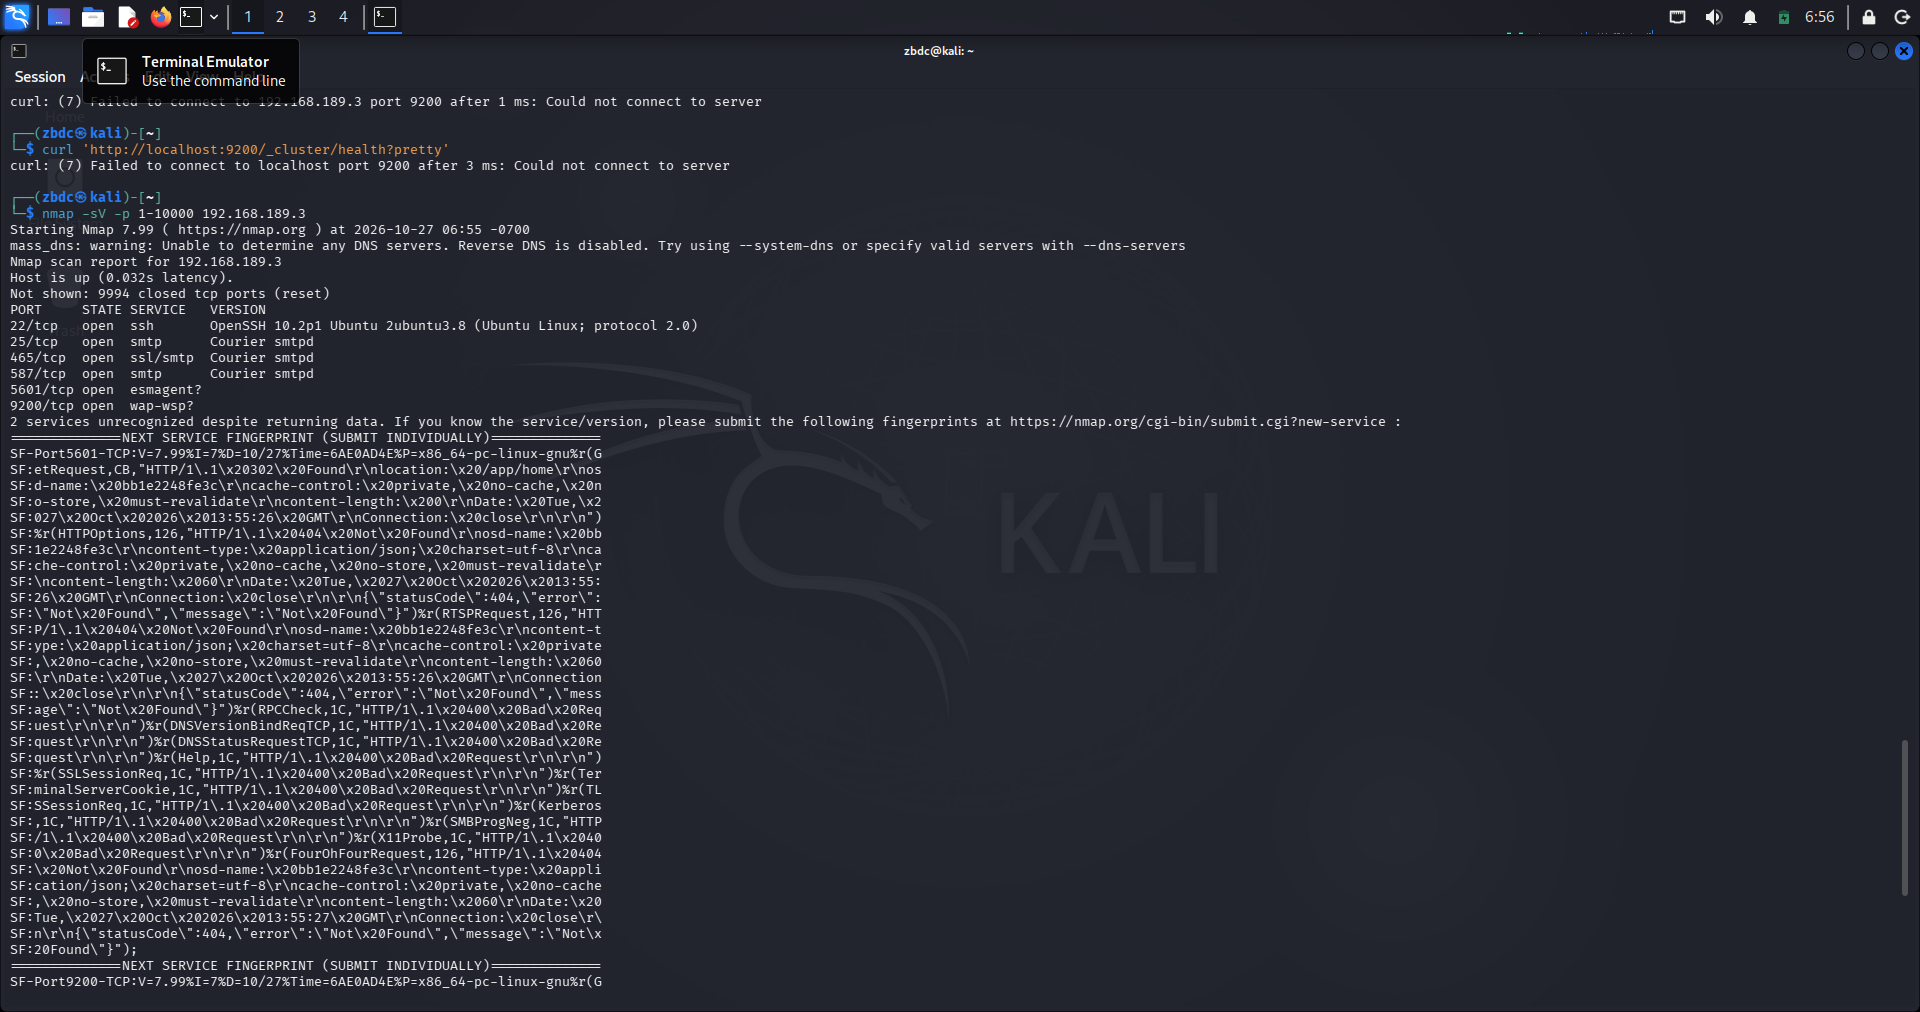 1 2 3 4
6:56
zbdc@kali: ~
Terminal Emulator
Use the command line
Session
curl: (7) Failed to connect to 192.168.189.3 port 9200 after 1 ms: Could not connect to server
Home
┌──(zbdc㉿kali)-[~]
└─$ curl 'http://localhost:9200/_cluster/health?pretty'
curl: (7) Failed to connect to localhost port 9200 after 3 ms: Could not connect to server
┌──(zbdc㉿kali)-[~]
└─$ nmap -sV -p 1-10000 192.168.189.3
Starting Nmap 7.99 ( https://nmap.org ) at 2026-10-27 06:55 -0700
mass_dns: warning: Unable to determine any DNS servers. Reverse DNS is disabled. Try using --system-dns or specify valid servers with --dns-servers
Nmap scan report for 192.168.189.3
Host is up (0.032s latency).
Not shown: 9994 closed tcp ports (reset)
PORT     STATE SERVICE   VERSION
22/tcp   open  ssh       OpenSSH 10.2p1 Ubuntu 2ubuntu3.8 (Ubuntu Linux; protocol 2.0)
25/tcp   open  smtp      Courier smtpd
465/tcp  open  ssl/smtp  Courier smtpd
587/tcp  open  smtp      Courier smtpd
5601/tcp open  esmagent?
9200/tcp open  wap-wsp?
2 services unrecognized despite returning data. If you know the service/version, please submit the following fingerprints at https://nmap.org/cgi-bin/submit.cgi?new-service :
==============NEXT SERVICE FINGERPRINT (SUBMIT INDIVIDUALLY)==============
SF-Port5601-TCP:V=7.99%I=7%D=10/27%Time=6AE0AD4E%P=x86_64-pc-linux-gnu%r(G
SF:etRequest,CB,"HTTP/1\.1\x20302\x20Found\r\nlocation:\x20/app/home\r\nos
SF:d-name:\x20bb1e2248fe3c\r\ncache-control:\x20private,\x20no-cache,\x20n
SF:o-store,\x20must-revalidate\r\ncontent-length:\x200\r\nDate:\x20Tue,\x2
SF:027\x20Oct\x202026\x2013:55:26\x20GMT\r\nConnection:\x20close\r\n\r\n")
SF:%r(HTTPOptions,126,"HTTP/1\.1\x20404\x20Not\x20Found\r\nosd-name:\x20bb
SF:1e2248fe3c\r\ncontent-type:\x20application/json;\x20charset=utf-8\r\nca
SF:che-control:\x20private,\x20no-cache,\x20no-store,\x20must-revalidate\r
SF:\ncontent-length:\x2060\r\nDate:\x20Tue,\x2027\x20Oct\x202026\x2013:55:
SF:26\x20GMT\r\nConnection:\x20close\r\n\r\n{\"statusCode\":404,\"error\":
SF:\"Not\x20Found\",\"message\":\"Not\x20Found\"}")%r(RTSPRequest,126,"HTT
SF:P/1\.1\x20404\x20Not\x20Found\r\nosd-name:\x20bb1e2248fe3c\r\ncontent-t
SF:ype:\x20application/json;\x20charset=utf-8\r\ncache-control:\x20private
SF:,\x20no-cache,\x20no-store,\x20must-revalidate\r\ncontent-length:\x2060
SF:\r\nDate:\x20Tue,\x2027\x20Oct\x202026\x2013:55:26\x20GMT\r\nConnection
SF::\x20close\r\n\r\n{\"statusCode\":404,\"error\":\"Not\x20Found\",\"mess
SF:age\":\"Not\x20Found\"}")%r(RPCCheck,1C,"HTTP/1\.1\x20400\x20Bad\x20Req
SF:uest\r\n\r\n")%r(DNSVersionBindReqTCP,1C,"HTTP/1\.1\x20400\x20Bad\x20Re
SF:quest\r\n\r\n")%r(DNSStatusRequestTCP,1C,"HTTP/1\.1\x20400\x20Bad\x20Re
SF:quest\r\n\r\n")%r(Help,1C,"HTTP/1\.1\x20400\x20Bad\x20Request\r\n\r\n")
SF:%r(SSLSessionReq,1C,"HTTP/1\.1\x20400\x20Bad\x20Request\r\n\r\n")%r(Ter
SF:minalServerCookie,1C,"HTTP/1\.1\x20400\x20Bad\x20Request\r\n\r\n")%r(TL
SF:SSessionReq,1C,"HTTP/1\.1\x20400\x20Bad\x20Request\r\n\r\n")%r(Kerberos
SF:,1C,"HTTP/1\.1\x20400\x20Bad\x20Request\r\n\r\n")%r(SMBProgNeg,1C,"HTTP
SF:/1\.1\x20400\x20Bad\x20Request\r\n\r\n")%r(X11Probe,1C,"HTTP/1\.1\x2040
SF:0\x20Bad\x20Request\r\n\r\n")%r(FourOhFourRequest,126,"HTTP/1\.1\x20404
SF:\x20Not\x20Found\r\nosd-name:\x20bb1e2248fe3c\r\ncontent-type:\x20appli
SF:cation/json;\x20charset=utf-8\r\ncache-control:\x20private,\x20no-cache
SF:,\x20no-store,\x20must-revalidate\r\ncontent-length:\x2060\r\nDate:\x20
SF:Tue,\x2027\x20Oct\x202026\x2013:55:27\x20GMT\r\nConnection:\x20close\r\
SF:n\r\n{\"statusCode\":404,\"error\":\"Not\x20Found\",\"message\":\"Not\x
SF:20Found\"}");
==============NEXT SERVICE FINGERPRINT (SUBMIT INDIVIDUALLY)==============
SF-Port9200-TCP:V=7.99%I=7%D=10/27%Time=6AE0AD4E%P=x86_64-pc-linux-gnu%r(G
KALI